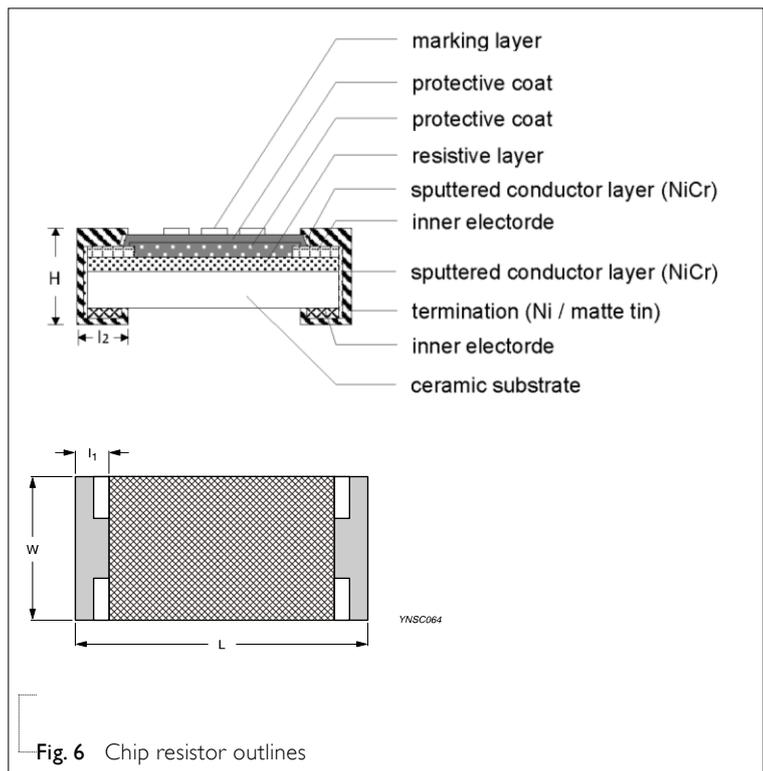 marking layer
protective coat
protective coat
resistive layer
sputtered conductor layer (NiCr)
inner electorde
H
sputtered conductor layer (NiCr)
termination (Ni / matte tin)
l2
inner electorde
ceramic substrate
l1
W
YNSC064
L
Fig. 6 Chip resistor outlines